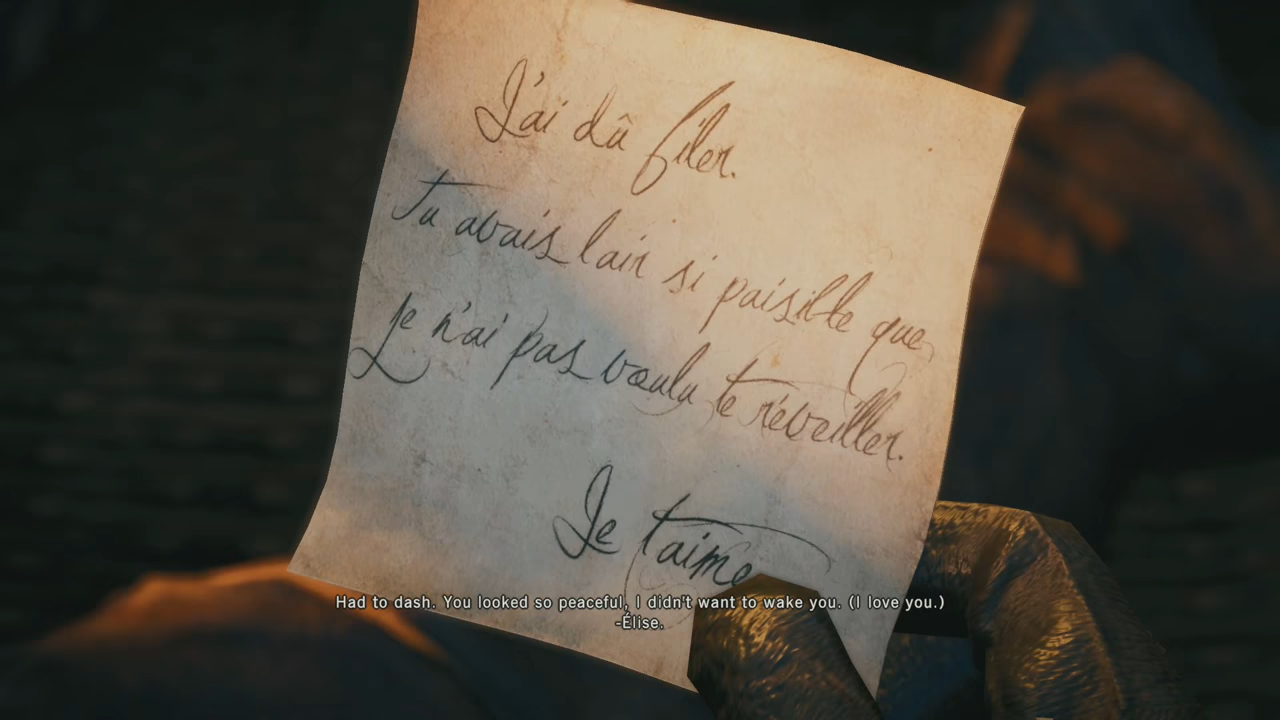 J'ai dû filer.
Tu avais l'air si paisible que
je n'ai pas voulu te réveiller.
Je t'aime
Had to dash. You looked so peaceful, I didn't want to wake you. (I love you.)
-Élise.